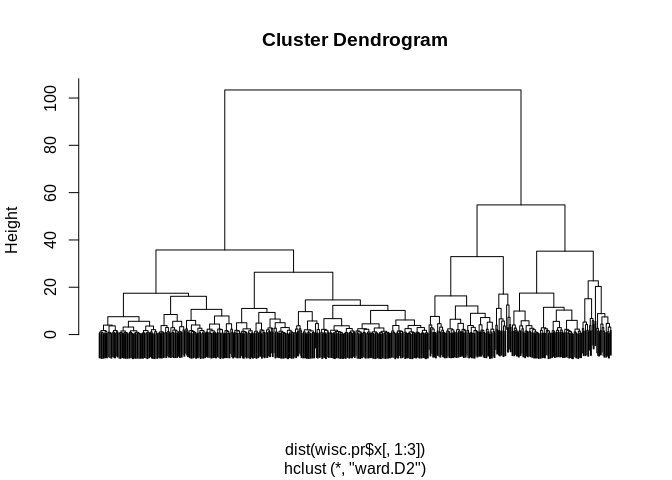 Cluster Dendrogram
Height
100
80
60
40
20
0
dist(wisc.pr$x[, 1:3])
hclust (*, "ward.D2")